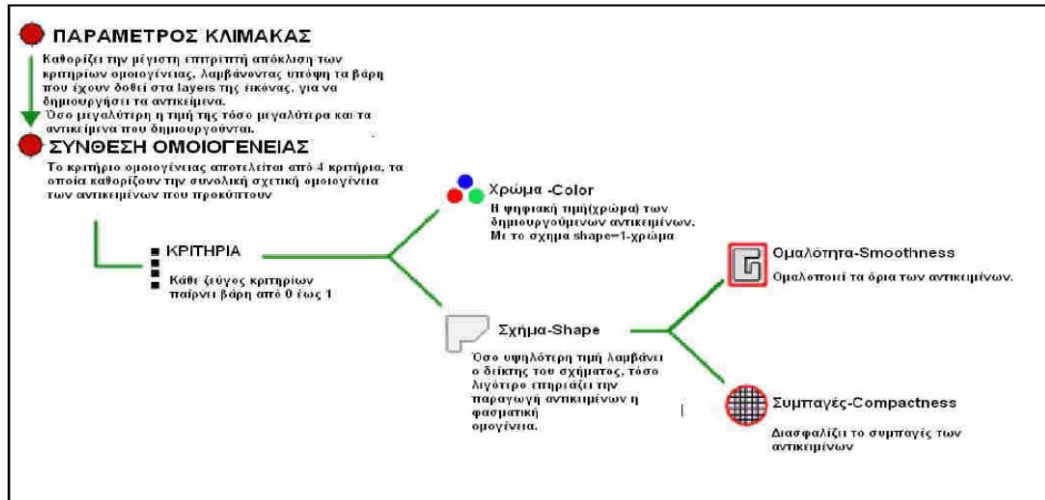 ΠΑΡΑΜΕΤΡΟΣ ΚΛΙΜΑΚΑΣ
Καθορίζει την μέγιστη επιτρεπτή απόκλιση των
κριτηρίων ομοιογένειας, λαμβάνοντας υπόψη τα βάρη
που έχουν δοθεί στα layers της εικόνας, για να
δημιουργήσει τα αντικείμενα.
Όσο μεγαλύτερη η τιμή της τόσο μεγαλύτερα και τα
αντικείμενα που δημιουργούνται.
ΣΥΝΘΕΣΗ ΟΜΟΙΟΓΕΝΕΙΑΣ
Το κριτήριο ομοιογένειας αποτελείται από 4 κριτήρια, τα
οποία καθορίζουν την συνολική σχετική ομοιογένεια
των αντικειμένων που προκύπτουν
ΚΡΙΤΗΡΙΑ
Κάθε ζεύγος κριτηρίων
παίρνει βάρη από 0 έως 1
Χρώμα -Color
Η ψηφιακή τιμή(χρώμα) των
δημιουργούμενων αντικειμένων.
Με το σχημα shape=1-χρώμα
Σχήμα-Shape
Όσο υψηλότερη τιμή λαμβάνει
ο δείκτης του σχήματος, τόσο
λιγότερο επηρεάζει την
παραγωγή αντικειμένων η
φασματική
ομογένεια.
Ομαλότητα-Smoothness
Ομαλοποιεί τα όρια των αντικειμένων.
Συμπαγές-Compactness
Διασφαλίζει το συμπαγές των
αντικειμένων